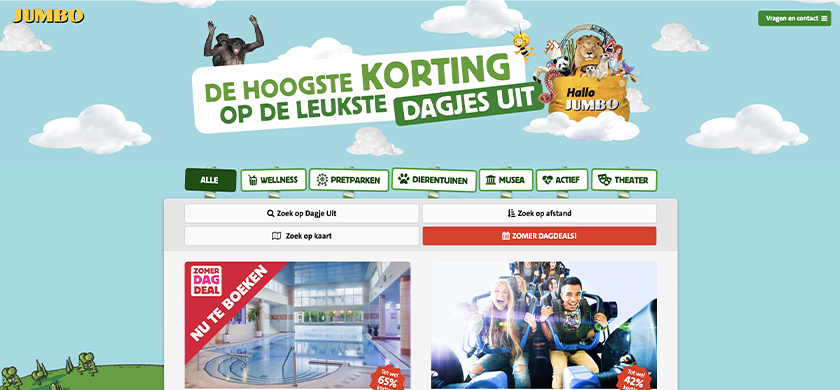 JUMBO
Vragen en contact
DE HOOGSTE KORTING
OP DE LEUKSTE DAGJES UIT
Hallo
JUMBO
ALLE
WELLNESS
PRETPARKEN
DIERENTUINEN
MUSEA
ACTIEF
THEATER
Zoek op Dagje Uit
Zoek op afstand
Zoek op kaart
ZOMER DAGDEALS!
ZOMER
DAG
DEAL
NU TE BOEKEN
Tot wel
65%
Tot wel
42%